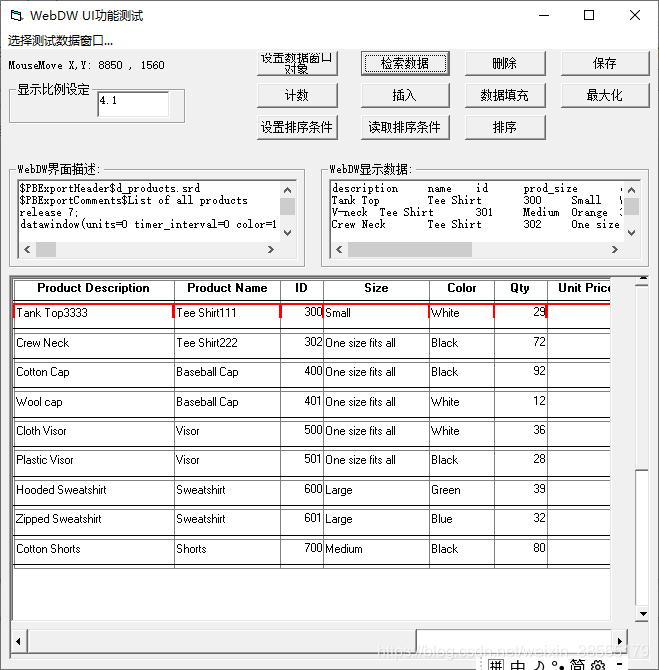 WebDW UI功能测试
选择测试数据窗口...
MouseMove X,Y: 8850 , 1560
显示比例设定
4.1
设置数据窗口对象
检索数据
删除
保存
计数
插入
数据填充
最大化
设置排序条件
读取排序条件
排序
WebDW界面描述:
$PBExportHeader$d_products.srd
$PBExportComments$List of all products
release 7;
datawindow(units=0 timer_interval=0 color=1
WebDW显示数据:
description name id prod_size
Tank Top Tee Shirt 300 Small
V-neck Tee Shirt 301 Medium Orange
Crew Neck Tee Shirt 302 One size
Product Description Product Name ID Size Color Qty Unit Price
Tank Top3333 Tee Shirt111 300 Small White 29
Crew Neck Tee Shirt222 302 One size fits all Black 72
Cotton Cap Baseball Cap 400 One size fits all Black 92
Wool cap Baseball Cap 401 One size fits all White 12
Cloth Visor Visor 500 One size fits all White 36
Plastic Visor Visor 501 One size fits all Black 28
Hooded Sweatshirt Sweatshirt 600 Large Green 39
Zipped Sweatshirt Sweatshirt 601 Large Blue 32
Cotton Shorts Shorts 700 Medium Black 80
拼 中 简